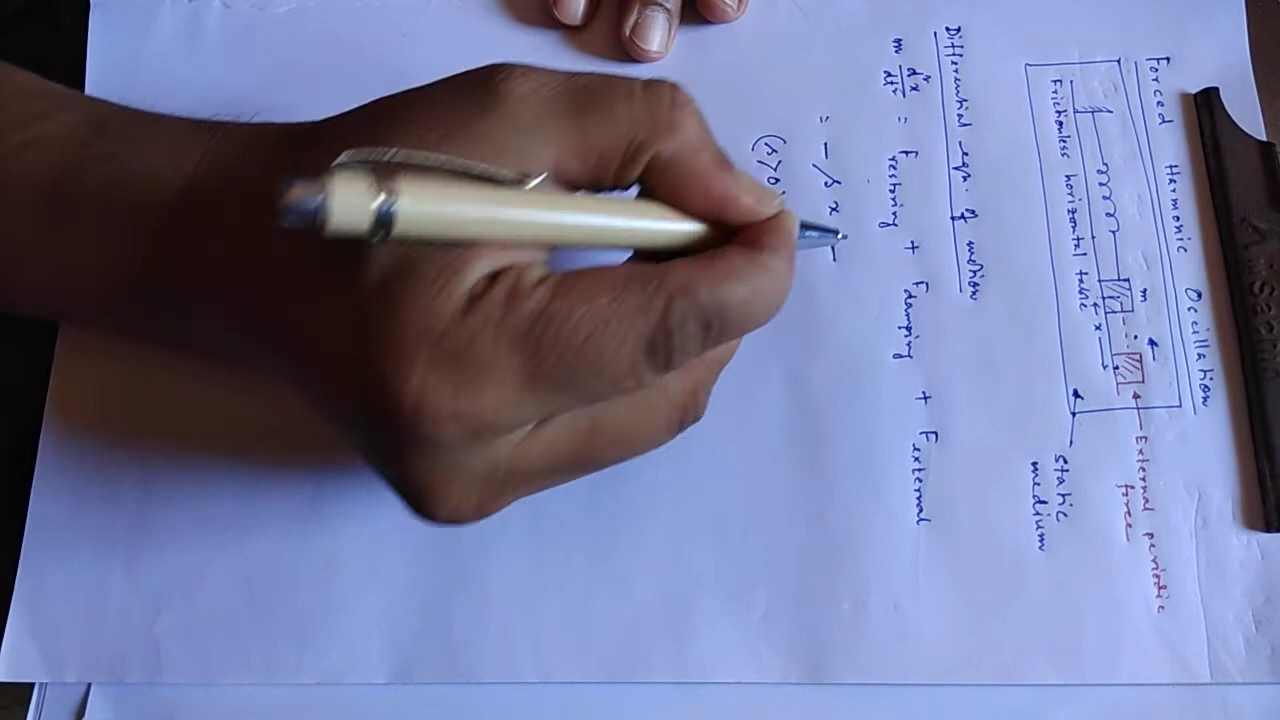 Forced Harmonic Oscillation
m
External periodic
force
x
Frictionless horizontal table
static
medium
Differential eqn. of motion
m d²x/dt² = F restoring + F damping + F external
= - s x -
(s>0)